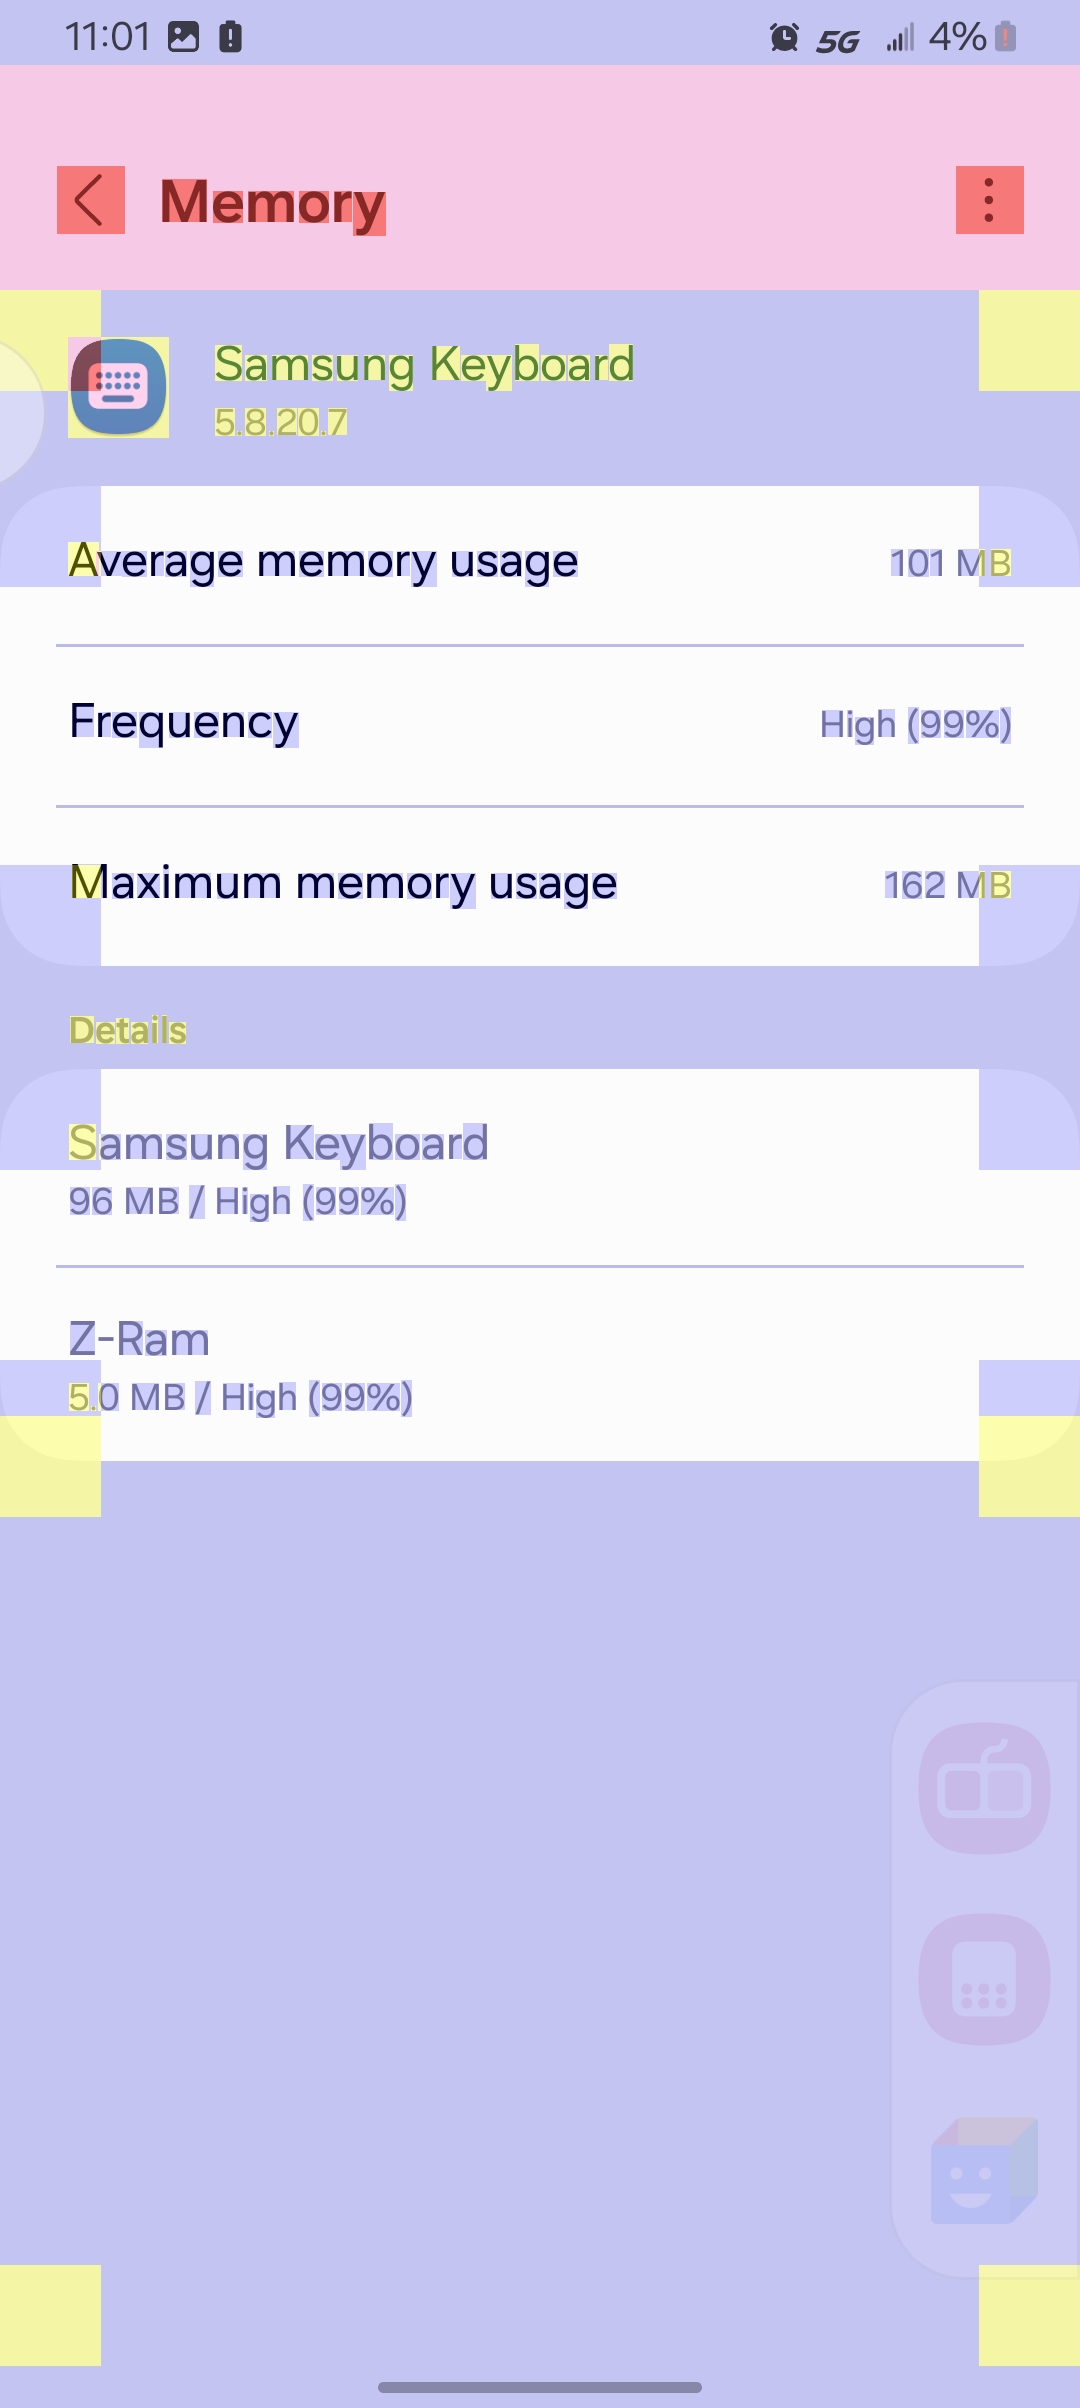 11:01 5G 4%
Memory
Samsung Keyboard
5.8.20.7
Average memory usage 101 MB
Frequency High (99%)
Maximum memory usage 162 MB
Details
Samsung Keyboard
96 MB / High (99%)
Z-Ram
5.0 MB / High (99%)